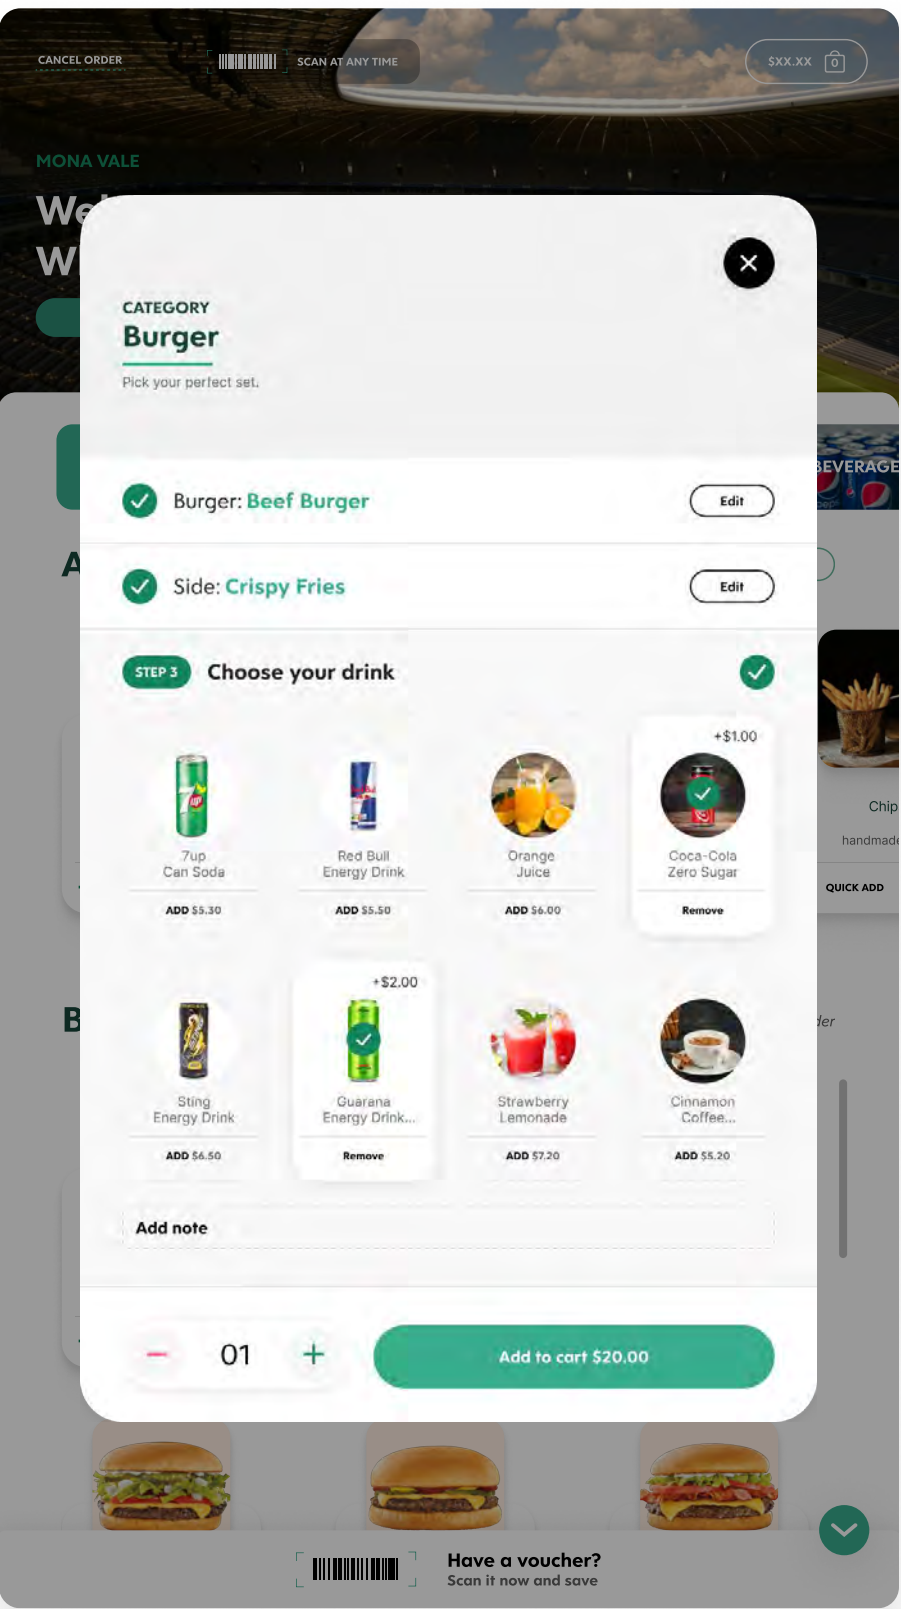 CANCEL ORDER
SCAN AT ANY TIME
$XX.XX 0
MONA VALE
We
CATEGORY
Burger
Pick your perfect set.
BEVERAGE
Burger: Beef Burger
Edit
A
Side: Crispy Fries
Edit
STEP 3
Choose your drink
+$1.00
7up
Can Soda
ADD $5.30
Red Bull
Energy Drink
ADD $5.50
Orange
Juice
ADD $6.00
Coca-Cola
Zero Sugar
Remove
Chip
handmade
QUICK ADD
B
der
+$2.00
Sting
Energy Drink
ADD $6.50
Guarana
Energy Drink...
Remove
Strawberry
Lemonade
ADD $7.20
Cinnamon
Coffee...
ADD $5.20
Add note
01
Add to cart $20.00
Have a voucher?
Scan it now and save